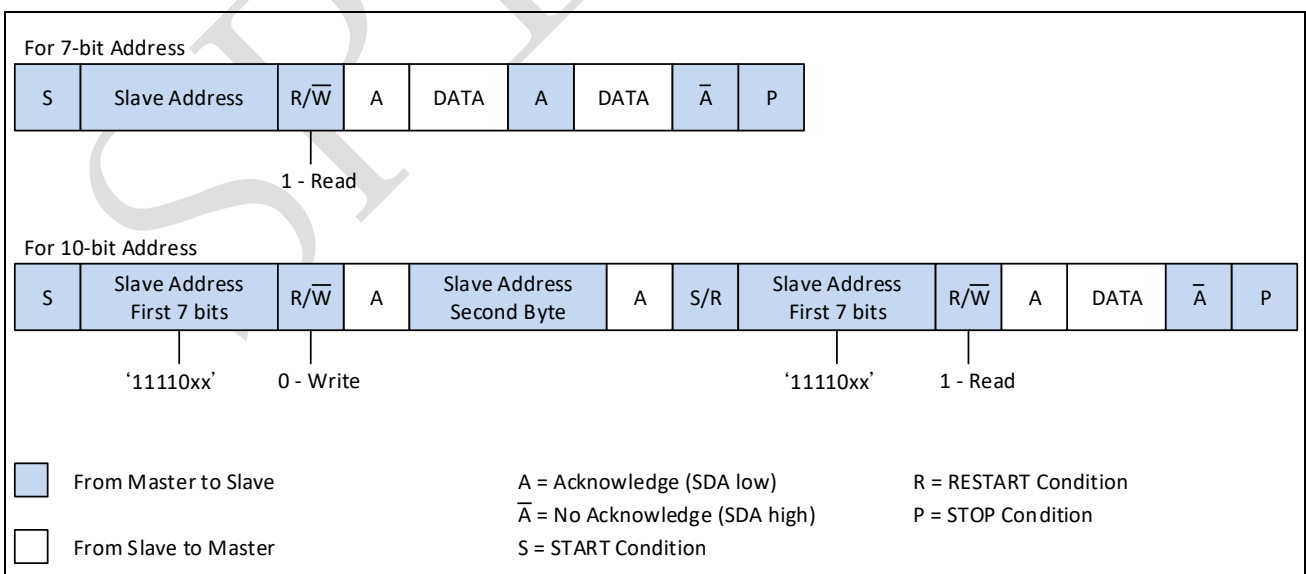 For 7-bit Address
S Slave Address R/W̅ A DATA A DATA A̅ P
1 - Read
For 10-bit Address
S Slave Address First 7 bits R/W̅ A Slave Address Second Byte A S/R Slave Address First 7 bits R/W̅ A DATA A̅ P
‘11110xx’ 0 - Write ‘11110xx’ 1 - Read
From Master to Slave A = Acknowledge (SDA low) R = RESTART Condition
A̅ = No Acknowledge (SDA high) P = STOP Condition
From Slave to Master S = START Condition